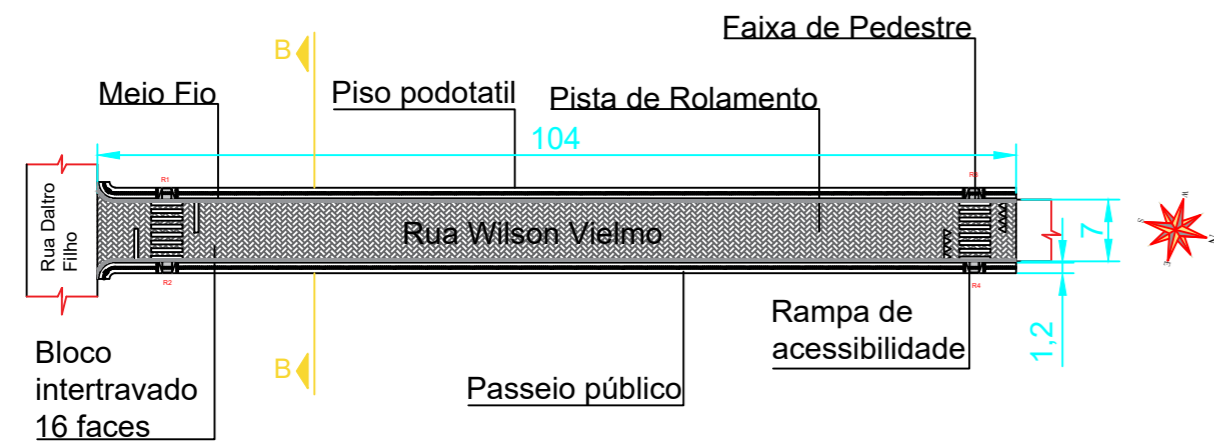 Faixa de Pedestre
B
Meio Fio
Piso podotatil
Pista de Rolamento
104
Rua Daltro
Filho
R1
R3
Rua Wilson Vielmo
7
R2
R4
1,2
Bloco
intertravado
16 faces
B
Passeio público
Rampa de
acessibilidade